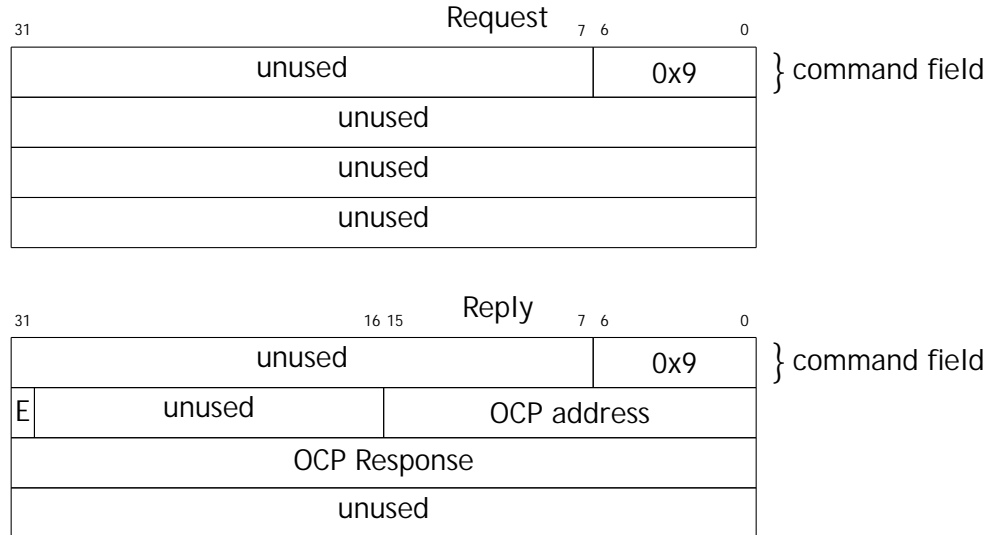 Request
31 7 6 0
unused 0x9 } command field
unused
unused
unused
Reply
31 16 15 7 6 0
unused 0x9 } command field
E unused OCP address
OCP Response
unused